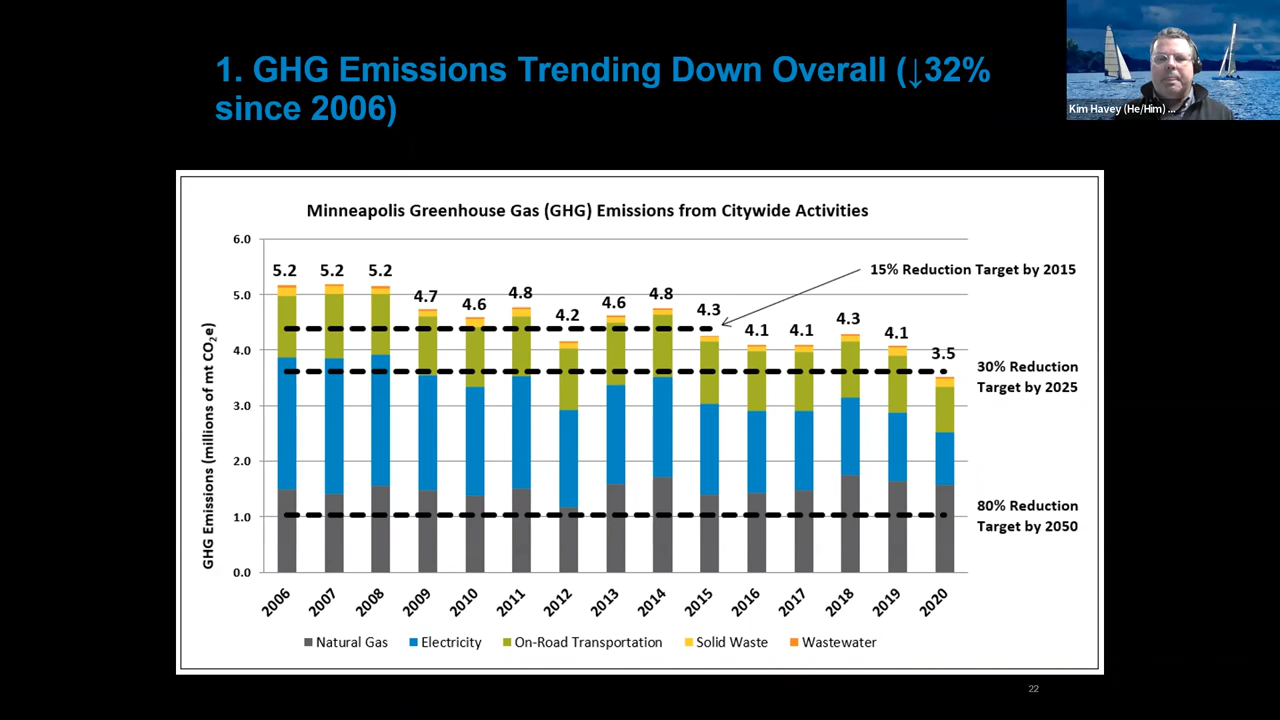 1. GHG Emissions Trending Down Overall (↓32%
since 2006)
Kim Havey (He/Him) ...
Minneapolis Greenhouse Gas (GHG) Emissions from Citywide Activities
GHG Emissions (millions of mt CO2e)
6.0
5.0
4.0
3.0
2.0
1.0
0.0
5.2 5.2 5.2 4.7 4.6 4.8 4.2 4.6 4.8 4.3 4.1 4.1 4.3 4.1 3.5
15% Reduction Target by 2015
30% Reduction
Target by 2025
80% Reduction
Target by 2050
2006 2007 2008 2009 2010 2011 2012 2013 2014 2015 2016 2017 2018 2019 2020
Natural Gas Electricity On-Road Transportation Solid Waste Wastewater
22